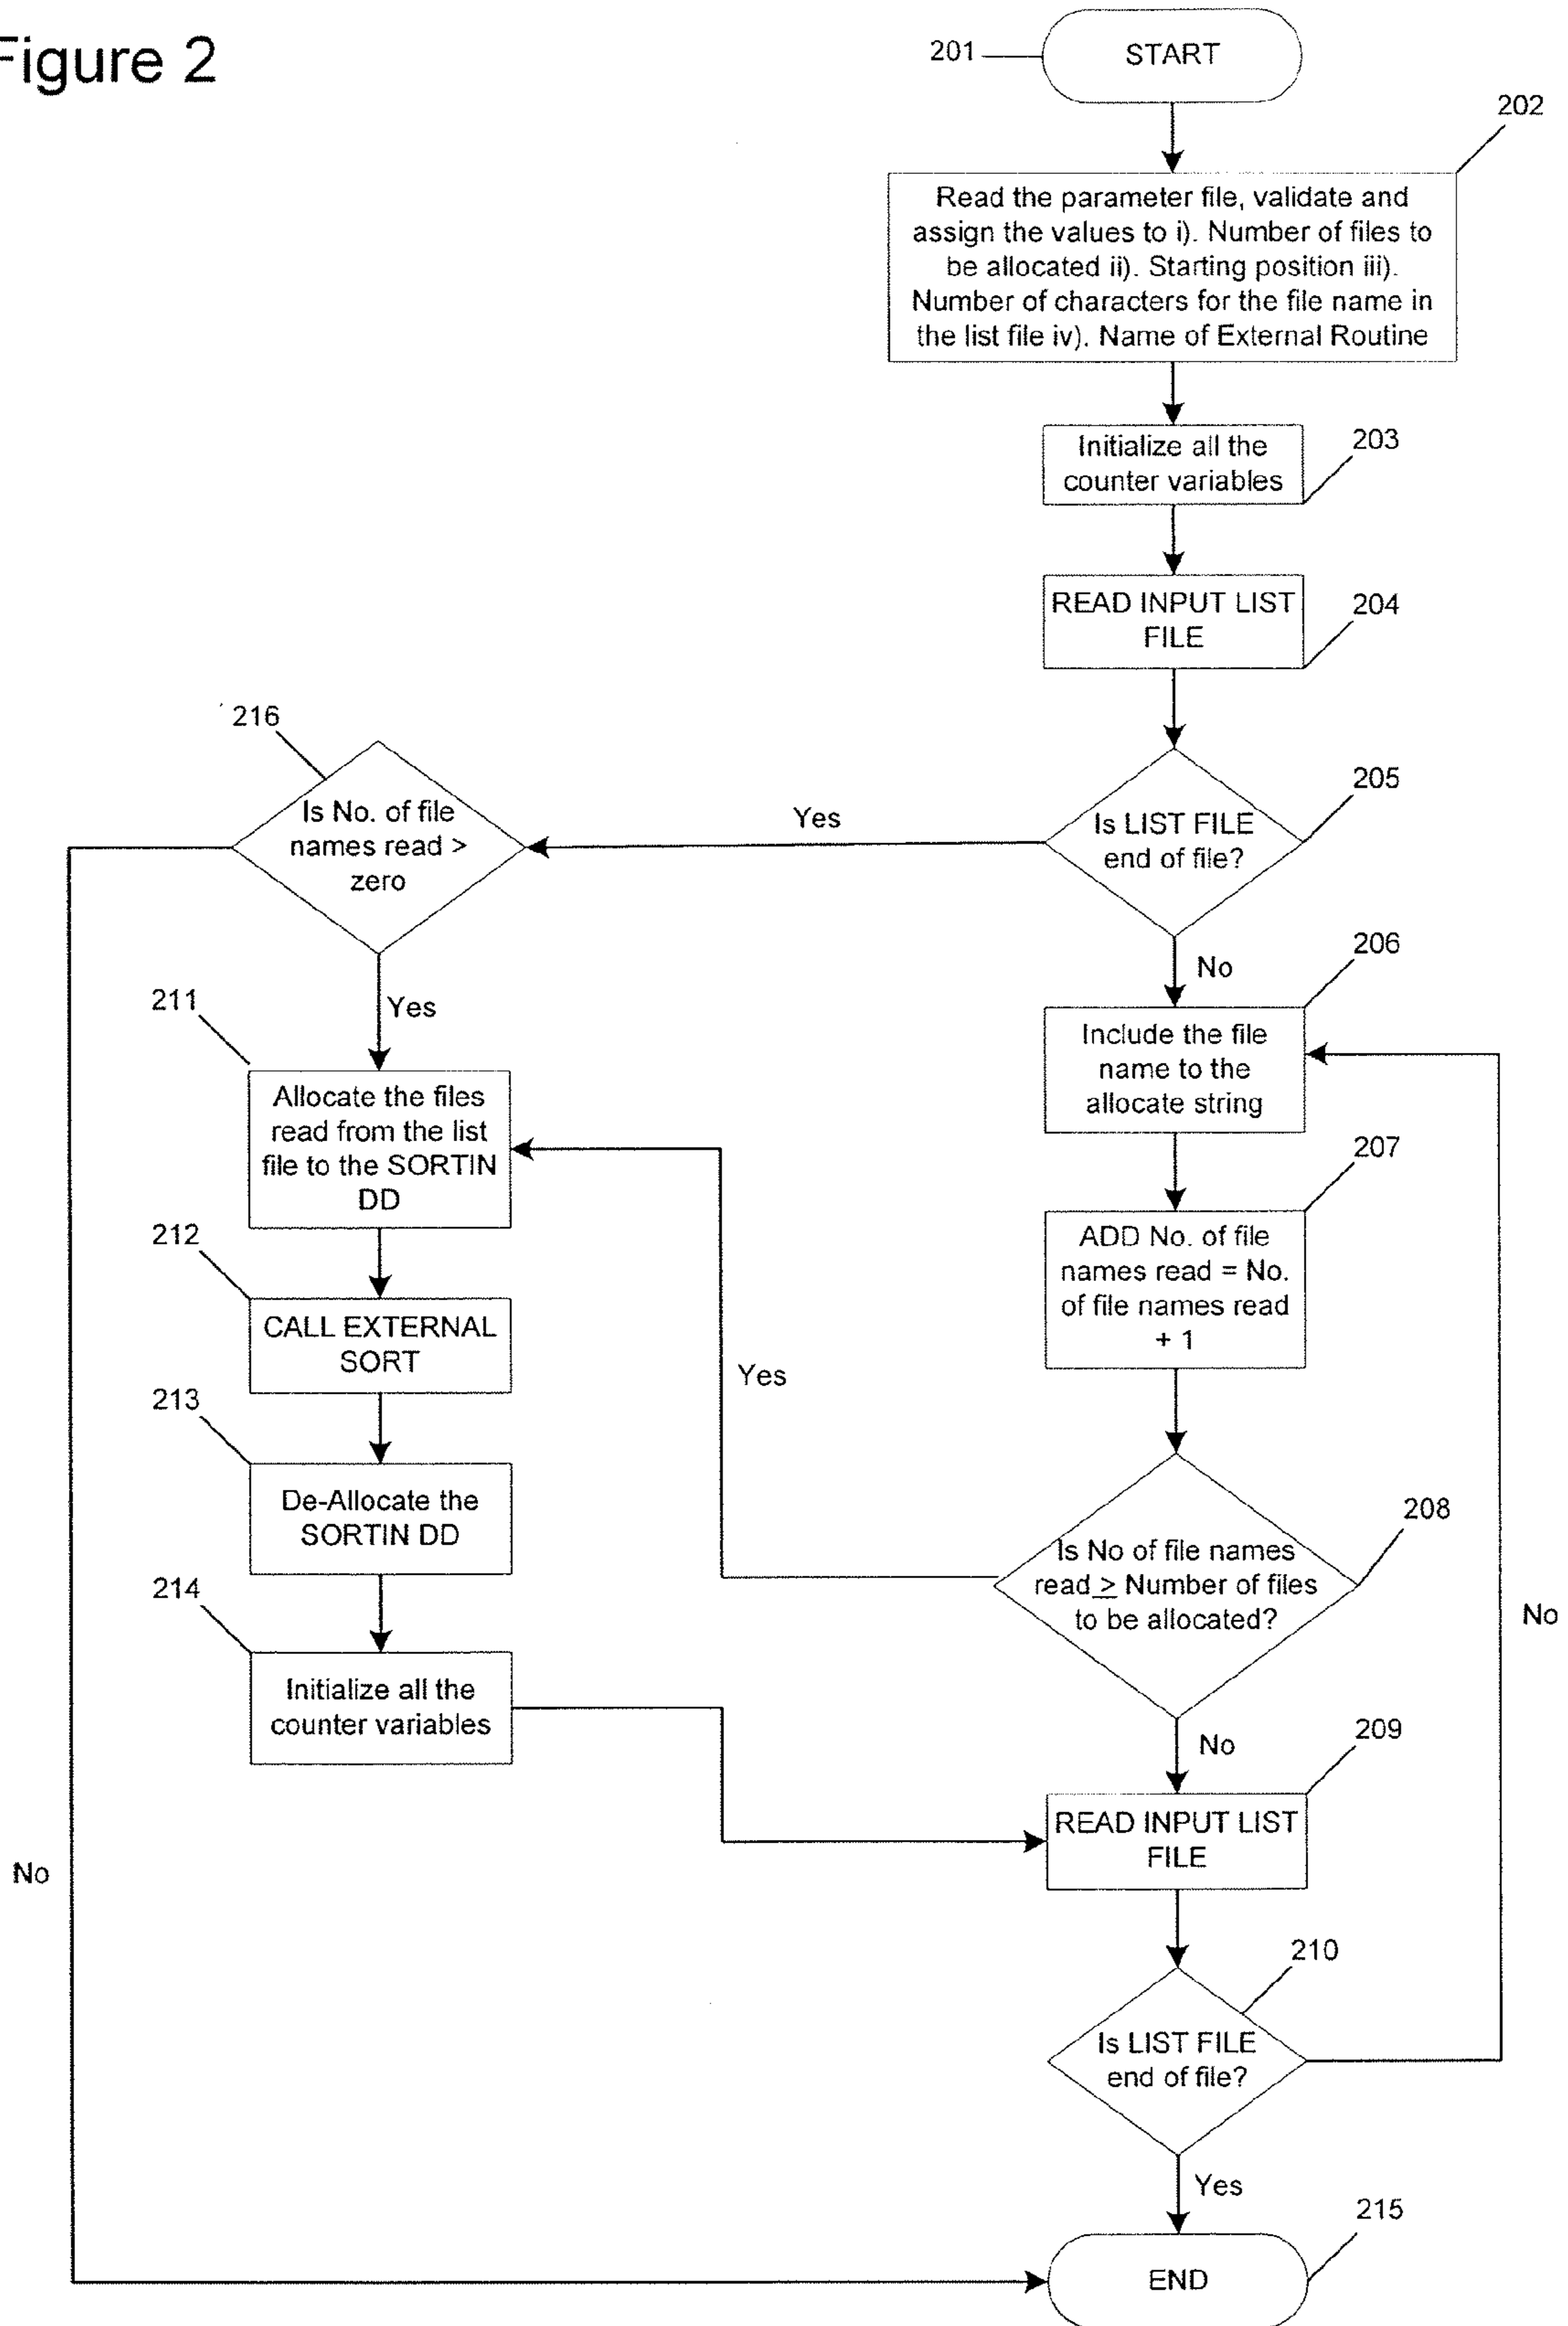 Figure 2
201
START
202
Read the parameter file, validate and
assign the values to i). Number of files to
be allocated ii). Starting position iii).
Number of characters for the file name in
the list file iv). Name of External Routine
Initialize all the
counter variables
203
READ INPUT LIST
FILE
204
216
Is No. of file
names read >
zero
Yes
Is LIST FILE
end of file?
205
No
206
Yes
211
Include the file
name to the
allocate string
Allocate the files
read from the list
file to the SORTIN
DD
207
ADD No. of file
names read = No.
of file names read
+ 1
212
CALL EXTERNAL
SORT
Yes
213
De-Allocate the
SORTIN DD
208
Is No of file names
read ≥ Number of files
to be allocated?
No
214
Initialize all the
counter variables
No
209
READ INPUT LIST
FILE
No
210
Is LIST FILE
end of file?
Yes
215
END